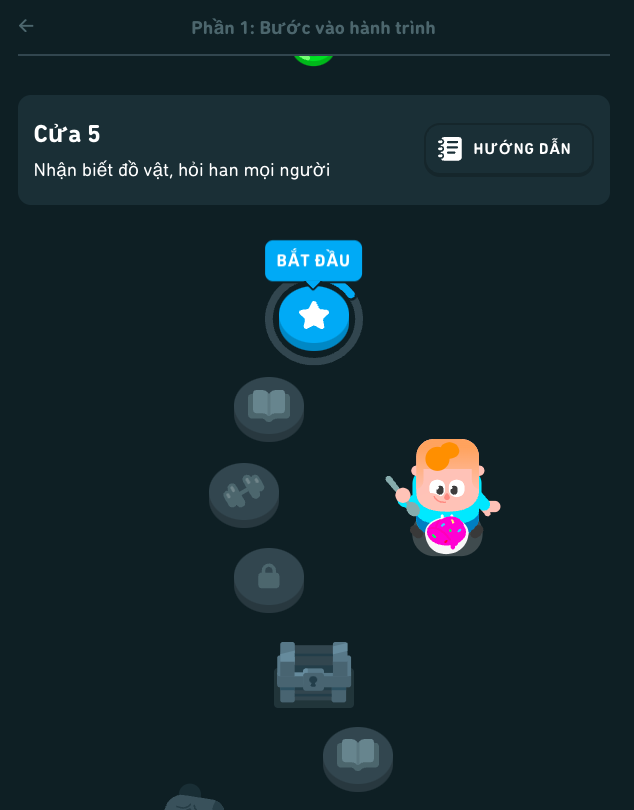 Phần 1: Bước vào hành trình
Cửa 5
Nhận biết đồ vật, hỏi han mọi người
HƯỚNG DẪN
BẮT ĐẦU